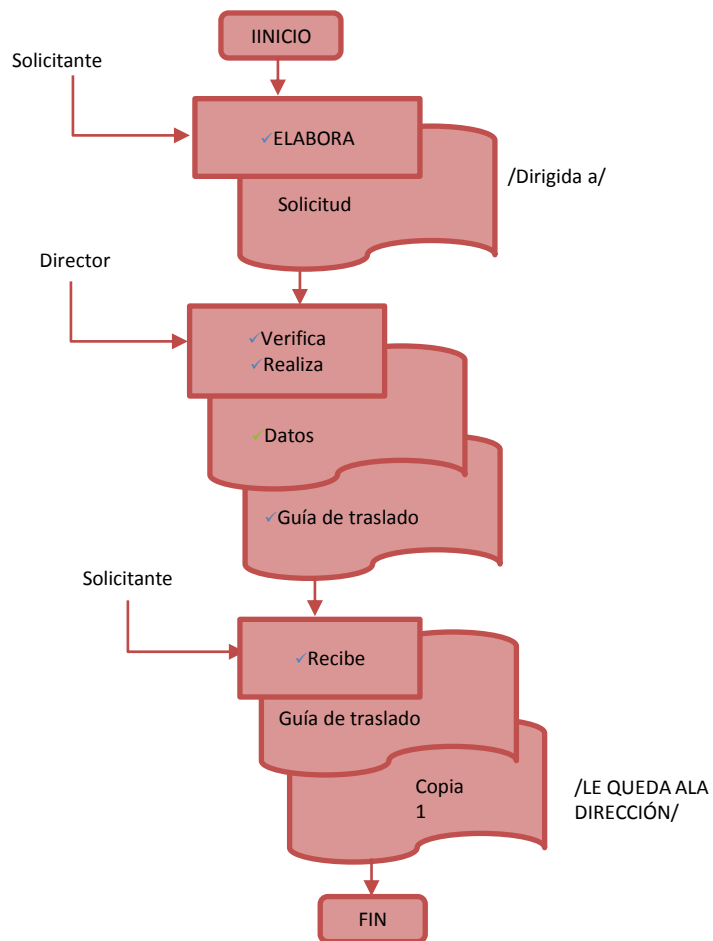 IINICIO
Solicitante
✓ELABORA
/Dirigida a/
Solicitud
Director
✓Verifica
✓Realiza
✓Datos
✓Guía de traslado
Solicitante
✓Recibe
Guía de traslado
Copia
1
/LE QUEDA ALA
DIRECCIÓN/
FIN